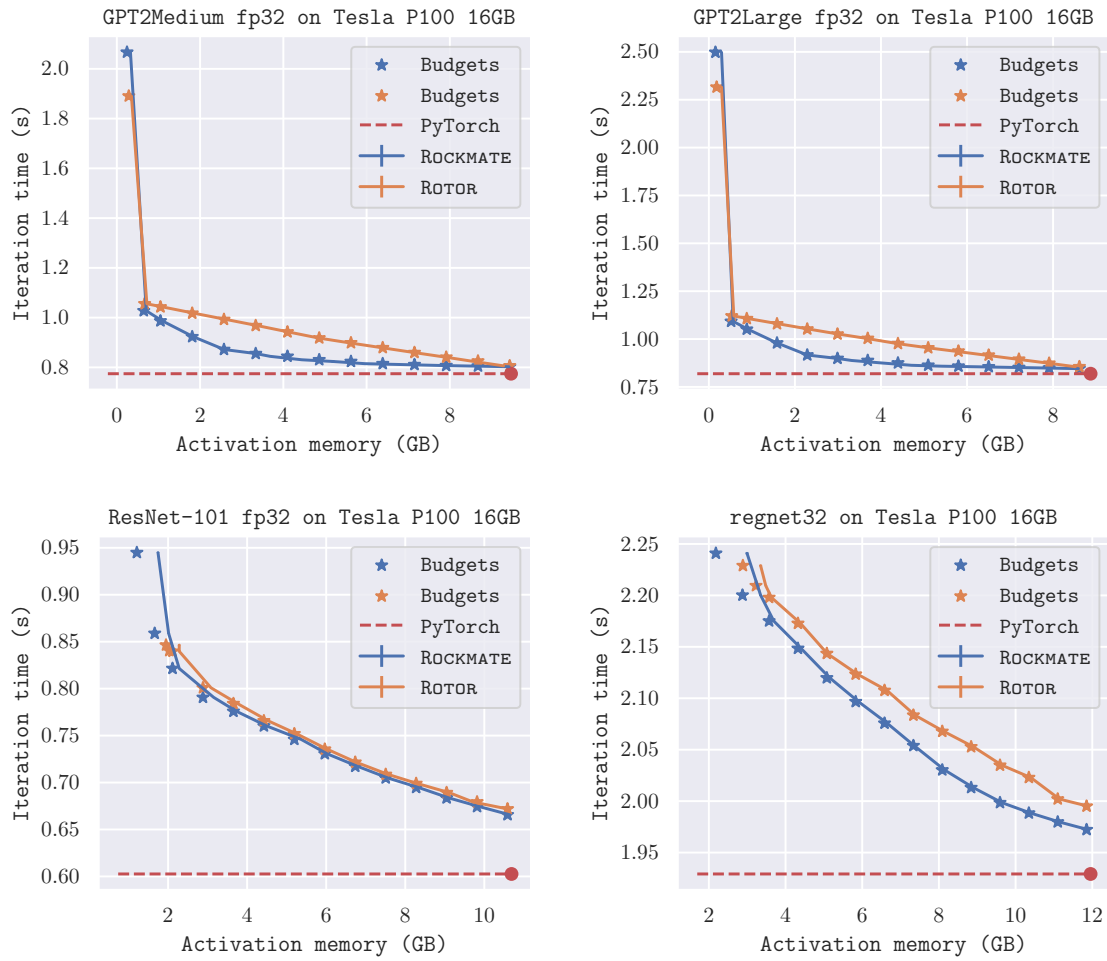 GPT2Medium fp32 on Tesla P100 16GB
2.0
1.8
1.6
1.4
1.2
1.0
0.8
Iteration time (s)
0
2
4
6
8
Activation memory (GB)
Budgets
Budgets
PyTorch
ROCKMATE
ROTOR
GPT2Large fp32 on Tesla P100 16GB
2.50
2.25
2.00
1.75
1.50
1.25
1.00
0.75
Iteration time (s)
0
2
4
6
8
Activation memory (GB)
Budgets
Budgets
PyTorch
ROCKMATE
ROTOR
ResNet-101 fp32 on Tesla P100 16GB
0.95
0.90
0.85
0.80
0.75
0.70
0.65
0.60
Iteration time (s)
2
4
6
8
10
Activation memory (GB)
Budgets
Budgets
PyTorch
ROCKMATE
ROTOR
regnet32 on Tesla P100 16GB
2.25
2.20
2.15
2.10
2.05
2.00
1.95
Iteration time (s)
2
4
6
8
10
12
Activation memory (GB)
Budgets
Budgets
PyTorch
ROCKMATE
ROTOR